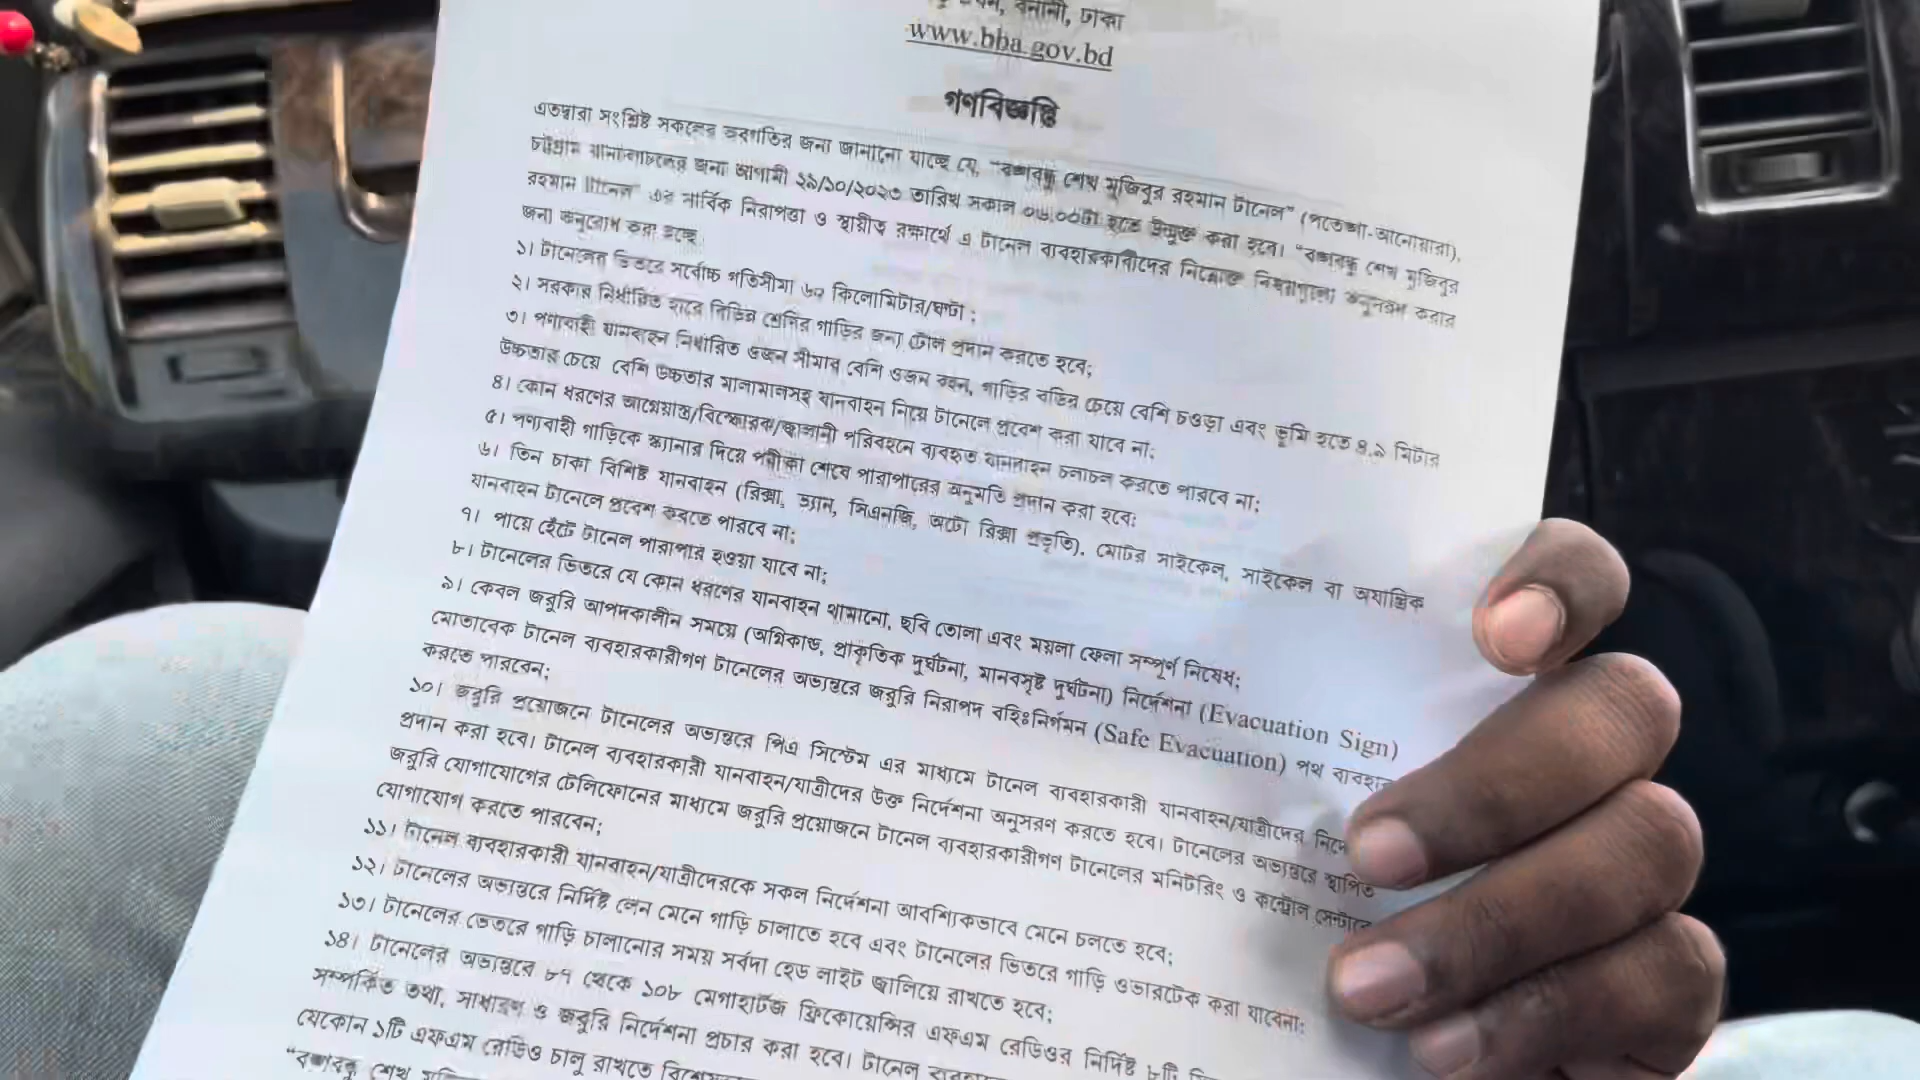 বনানী, ঢাকা
www.bba.gov.bd
গণবিজ্ঞপ্তি
এতদ্বারা সংশ্লিষ্ট সকলের অবগতির জন্য জানানো যাচ্ছে যে, "বঙ্গবন্ধু শেখ মুজিবুর রহমান টানেল" (পতেঙ্গা-আনোয়ারা),
চট্টগ্রাম যানবাহন চলাচলের জন্য আগামী ২৯/১০/২০২৩ তারিখ সকাল ০৬.০০টা হতে উন্মুক্ত করা হবে। "বঙ্গবন্ধু শেখ মুজিবুর
রহমান টানেল" এর সার্বিক নিরাপত্তা ও স্থায়ীত্ব রক্ষার্থে এ টানেল ব্যবহারকারীদের নিম্নোক্ত বিষয়গুলো অনুসরণ করার
জন্য অনুরোধ করা হচ্ছে
১। টানেলের ভিতরে সর্বোচ্চ গতিসীমা ৬০ কিলোমিটার/ঘন্টা ;
২। সরকার নির্ধারিত হারে বিভিন্ন শ্রেণির গাড়ির জন্য টোল প্রদান করতে হবে;
৩। পণ্যবাহী যানবাহন নির্ধারিত ওজন সীমার বেশি ওজন বহন, গাড়ির বডির চেয়ে বেশি চওড়া এবং ভূমি হতে ৪.৯ মিটার
উচ্চতার চেয়ে বেশি উচ্চতার মালামালসহ যানবাহন নিয়ে টানেলে প্রবেশ করা যাবে না;
৪। কোন ধরণের আগ্নেয়াস্ত্র/বিস্ফোরক/জ্বালানী পরিবহনে ব্যবহৃত যানবাহন চলাচল করতে পারবে না;
৫। পণ্যবাহী গাড়িকে স্ক্যানার দিয়ে পরীক্ষা শেষে পারাপারের অনুমতি প্রদান করা হবে;
৬। তিন চাকা বিশিষ্ট যানবাহন (রিক্সা, ভ্যান, সিএনজি, অটো রিক্সা প্রভৃতি), মোটর সাইকেল, সাইকেল বা অযান্ত্রিক
যানবাহন টানেলে প্রবেশ করতে পারবে না;
৭। পায়ে হেঁটে টানেল পারাপার হওয়া যাবে না;
৮। টানেলের ভিতরে যে কোন ধরণের যানবাহন থামানো, ছবি তোলা এবং ময়লা ফেলা সম্পূর্ণ নিষেধ;
৯। কেবল জরুরি আপদকালীন সময়ে (অগ্নিকান্ড, প্রাকৃতিক দুর্ঘটনা, মানবসৃষ্ট দুর্ঘটনা) নির্দেশনা (Evacuation Sign)
মোতাবেক টানেল ব্যবহারকারীগণ টানেলের অভ্যন্তরে জরুরি নিরাপদ বহিঃনির্গমন (Safe Evacuation) পথ ব্যবহার
করতে পারবেন;
১০। জরুরি প্রয়োজনে টানেলের অভ্যন্তরে পিএ সিস্টেম এর মাধ্যমে টানেল ব্যবহারকারী যানবাহন/যাত্রীদের নির্দে
প্রদান করা হবে। টানেল ব্যবহারকারী যানবাহন/যাত্রীদের উক্ত নির্দেশনা অনুসরণ করতে হবে। টানেলের অভ্যন্তরে স্থাপিত
জরুরি যোগাযোগের টেলিফোনের মাধ্যমে জরুরি প্রয়োজনে টানেল ব্যবহারকারীগণ টানেলের মনিটরিং ও কন্ট্রোল সেন্টারে
যোগাযোগ করতে পারবেন;
১১। টানেল ব্যবহারকারী যানবাহন/যাত্রীদেরকে সকল নির্দেশনা আবশ্যিকভাবে মেনে চলতে হবে;
১২। টানেলের অভ্যন্তরে নির্দিষ্ট লেন মেনে গাড়ি চালাতে হবে এবং টানেলের ভিতরে গাড়ি ওভারটেক করা যাবেনা;
১৩। টানেলের ভেতরে গাড়ি চালানোর সময় সর্বদা হেড লাইট জ্বালিয়ে রাখতে হবে;
১৪। টানেলের অভ্যন্তরে ৮৭ থেকে ১০৮ মেগাহার্টজ ফ্রিকোয়েন্সির এফএম রেডিওর নির্দিষ্ট ৮টি
সম্পর্কিত তথ্য, সাধারণ ও জরুরি নির্দেশনা প্রচার করা হবে। টানেল
যেকোন ১টি এফএম রেডিও চালু রাখতে
"বঙ্গবন্ধু শেখ